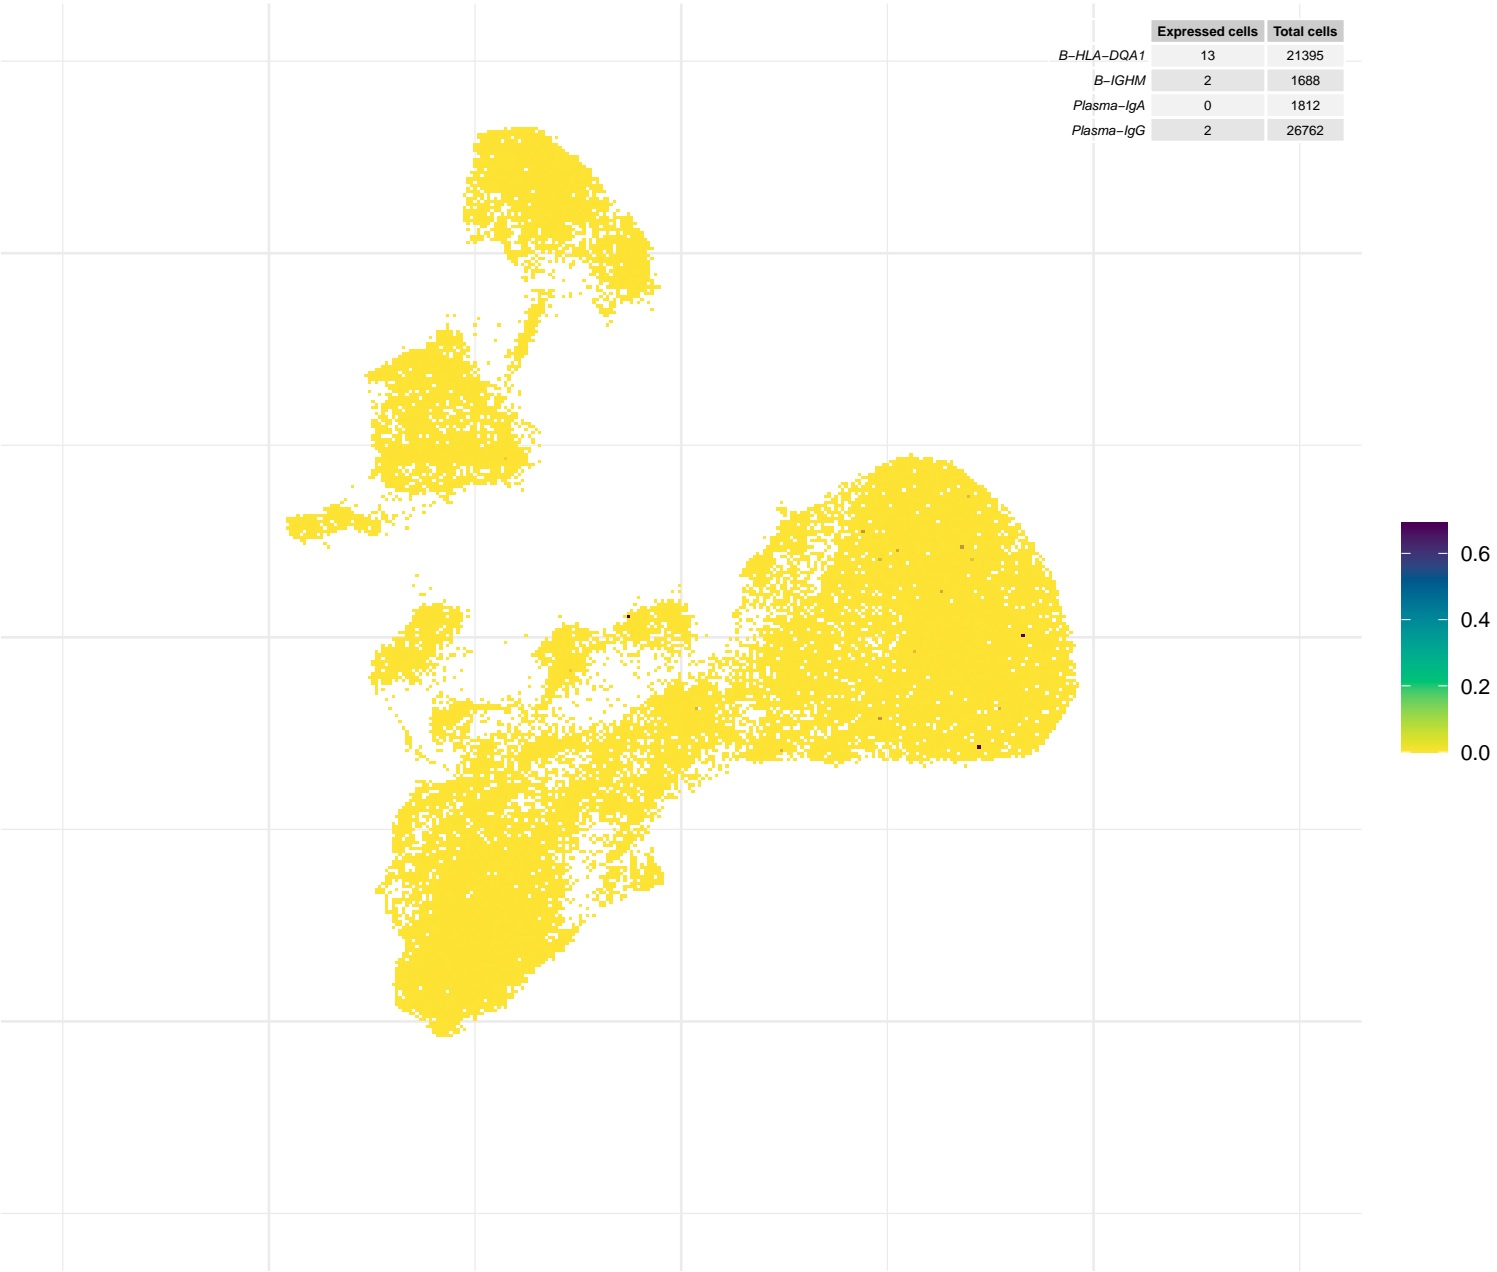 Expressed cells Total cells
B−HLA−DQA1 13 21395
B−IGHM 2 1688
Plasma−IgA 0 1812
Plasma−IgG 2 26762
0.6
0.4
0.2
0.0